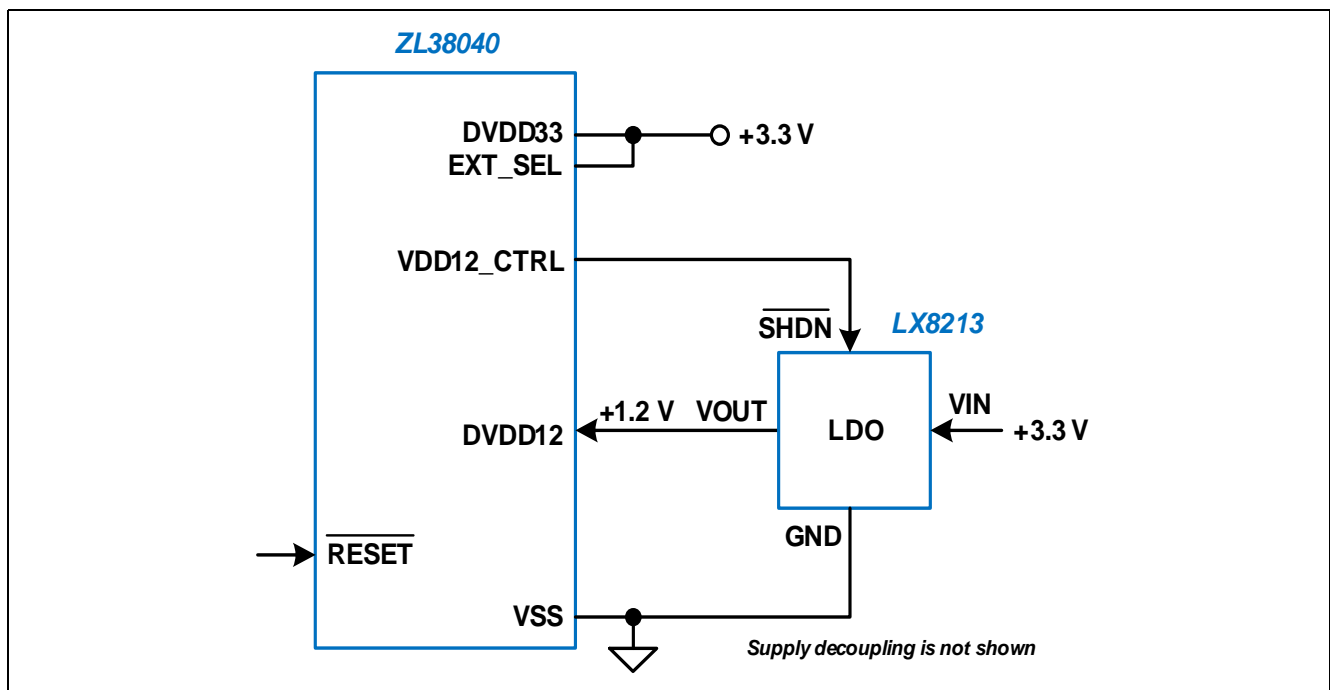 ZL38040
DVDD33
+3.3 V
EXT_SEL
VDD12_CTRL
SHDN
LX8213
+1.2 V VOUT
VIN
DVDD12
LDO
+3.3 V
GND
RESET
VSS
Supply decoupling is not shown